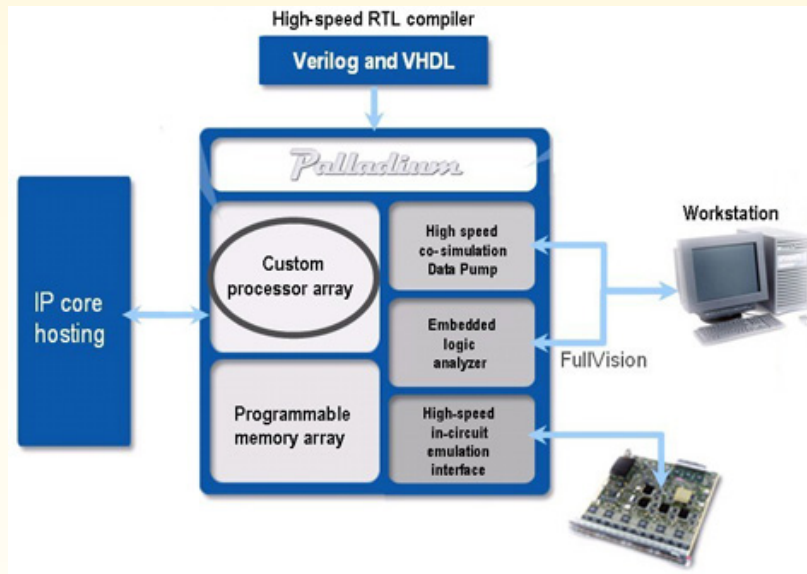 High-speed RTL compiler
Verilog and VHDL
Palladium
IP core
hosting
Custom
processor array
Programmable
memory array
High speed
co-simulation
Data Pump
Embedded
logic
analyzer
High-speed
in-circuit
emulation
interface
FullVision
Workstation